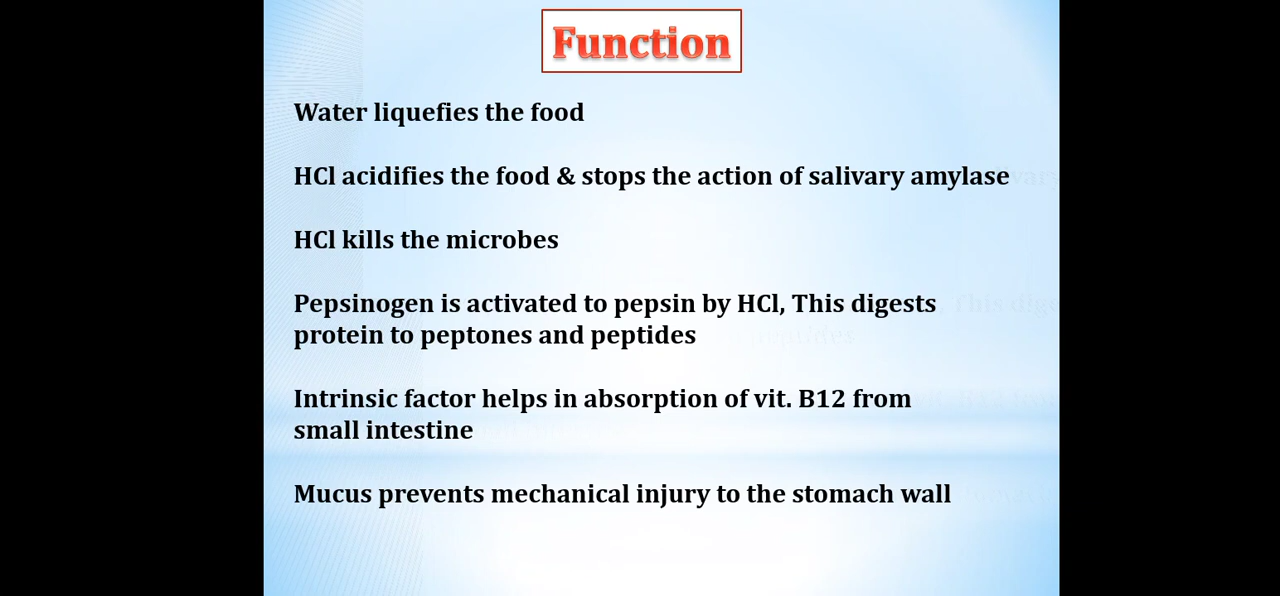 Function
Water liquefies the food
HCl acidifies the food & stops the action of salivary amylase
HCl kills the microbes
Pepsinogen is activated to pepsin by HCl, This digests
protein to peptones and peptides
Intrinsic factor helps in absorption of vit. B12 from
small intestine
Mucus prevents mechanical injury to the stomach wall